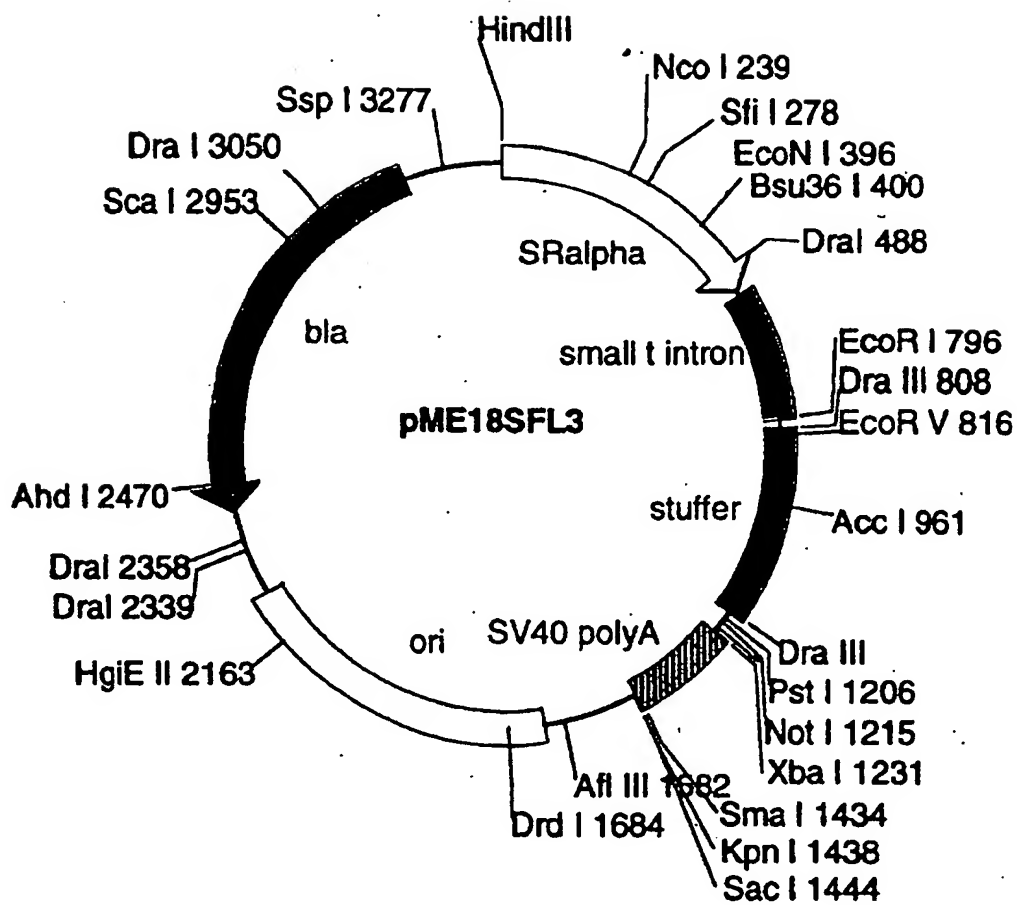 HindIII
Nco I 239
Sfi I 278
EcoN I 396
Bsu36 I 400
DraI 488
EcoR I 796
Dra III 808
EcoR V 816
Acc I 961
Dra III
Pst I 1206
Not I 1215
Xba I 1231
Sma I 1434
Kpn I 1438
Sac I 1444
Afl III 1682
Drd I 1684
HgiE II 2163
DraI 2339
DraI 2358
Ahd I 2470
Sca I 2953
Dra I 3050
Ssp I 3277
SRalpha
small t intron
stuffer
SV40 polyA
ori
bla
pME18SFL3